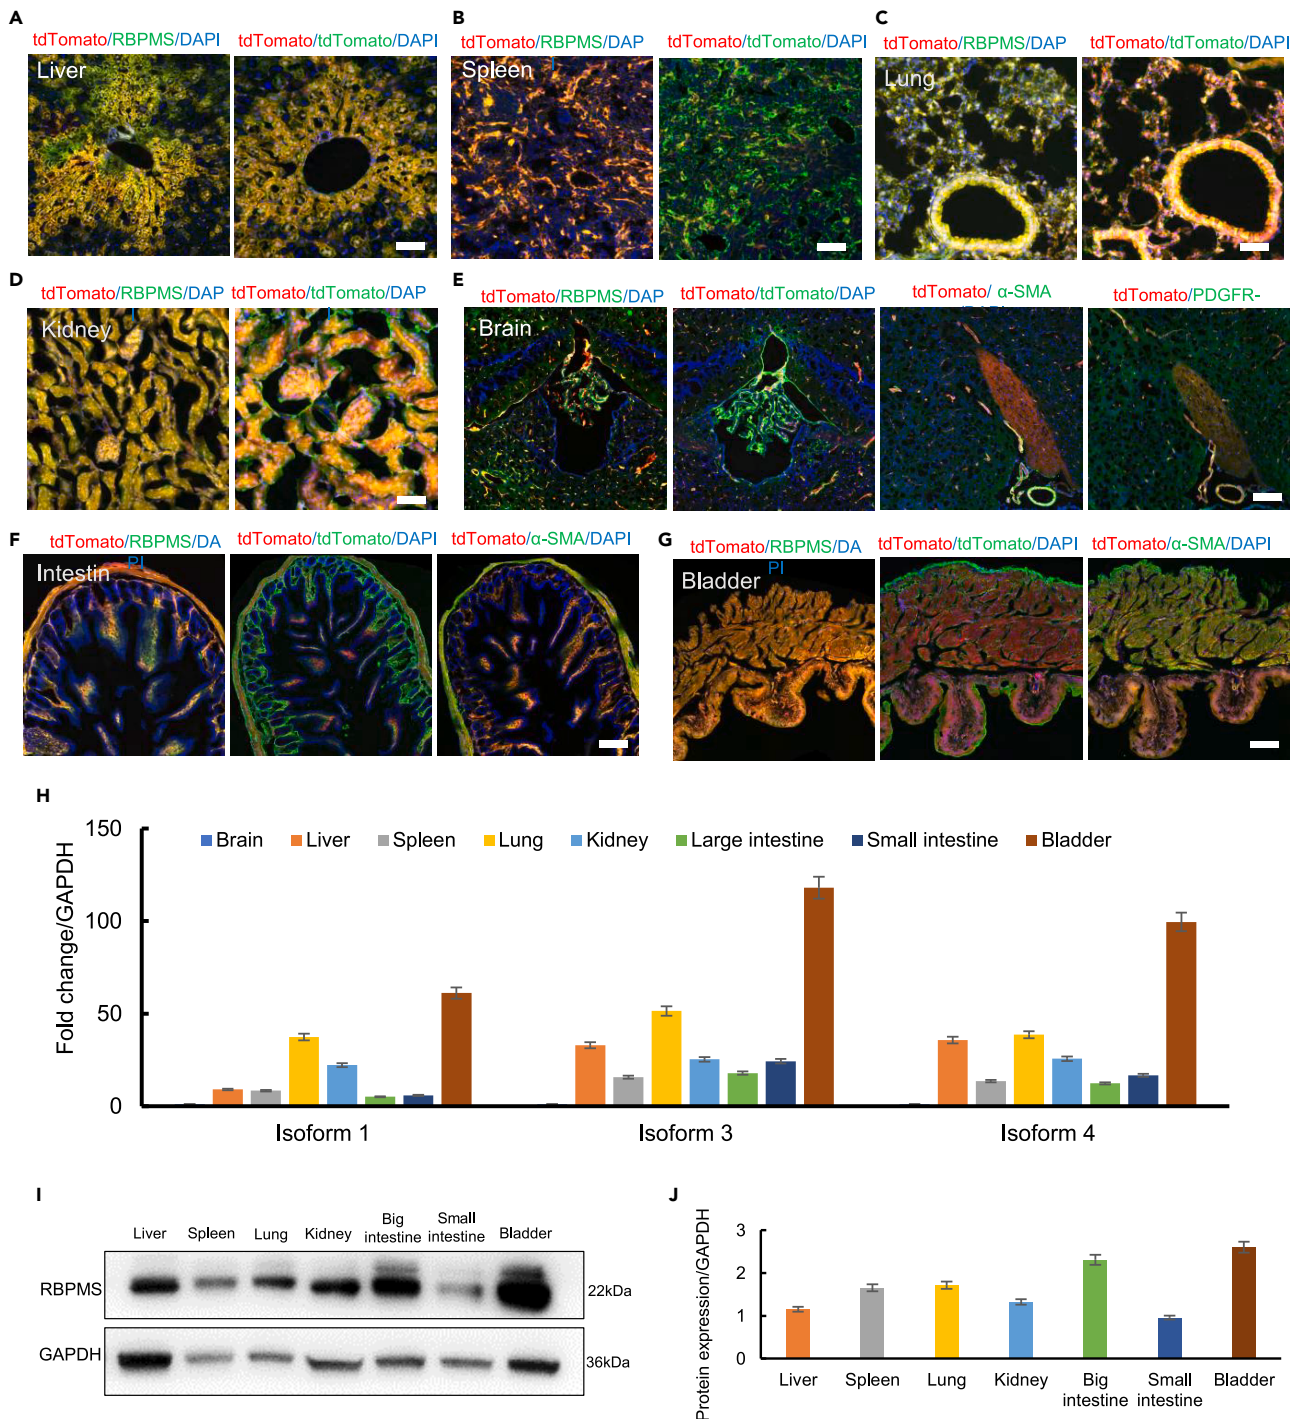 A
B
C
tdTomato/RBPMS/DAPI
tdTomato/tdTomato/DAPI
tdTomato/RBPMS/DAP
I
tdTomato/tdTomato/DAPI
tdTomato/RBPMS/DAP
tdTomato/tdTomato/DAPI
Liver
Spleen
Lung
D
E
tdTomato/RBPMS/DAP
I
tdTomato/tdTomato/DAP
I
tdTomato/RBPMS/DAP
tdTomato/tdTomato/DAP
tdTomato/ α-SMA
tdTomato/PDGFR-
Kidney
Brain
F
G
tdTomato/RBPMS/DA
PI
tdTomato/tdTomato/DAPI
tdTomato/α-SMA/DAPI
tdTomato/RBPMS/DA
PI
tdTomato/tdTomato/DAPI
tdTomato/α-SMA/DAPI
Intestin
Bladder
H
Fold change/GAPDH
150
100
50
0
Brain Liver Spleen Lung Kidney Large intestine Small intestine Bladder
Isoform 1 Isoform 3 Isoform 4
I
Liver Spleen Lung Kidney Big intestine Small intestine Bladder
RBPMS
22kDa
GAPDH
36kDa
J
Protein expression/GAPDH
3
2
1
0
Liver Spleen Lung Kidney Big intestine Small intestine Bladder